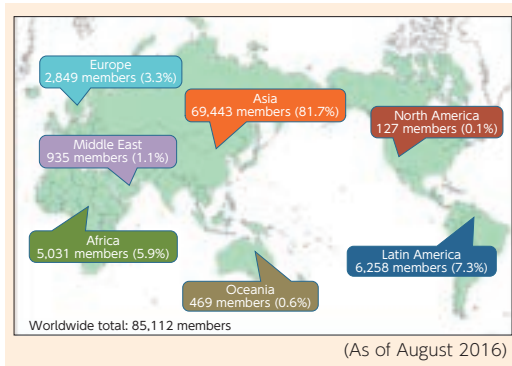 Europe
2,849 members (3.3%)
Asia
69,443 members (81.7%)
North America
127 members (0.1%)
Middle East
935 members (1.1%)
Africa
5,031 members (5.9%)
Latin America
6,258 members (7.3%)
Oceania
469 members (0.6%)
Worldwide total: 85,112 members
(As of August 2016)